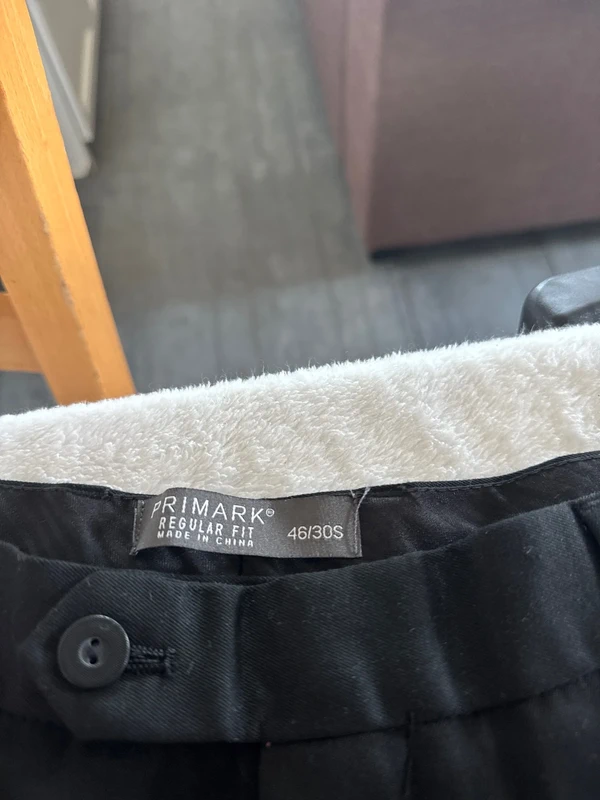 PRIMARK®
REGULAR FIT
MADE IN CHINA
46/30S